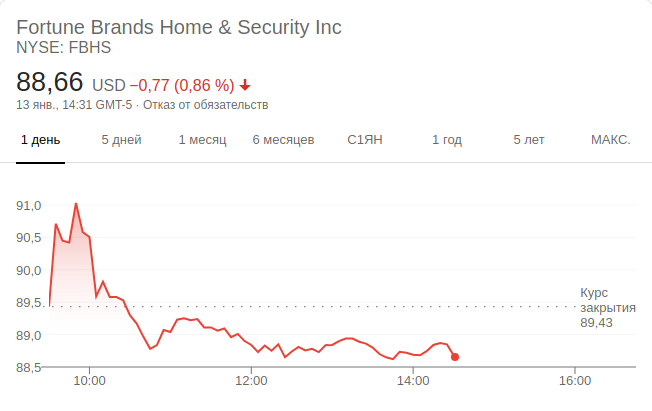 Fortune Brands Home & Security Inc
NYSE: FBHS
88,66 USD −0,77 (0,86 %)
13 янв., 14:31 GMT-5 · Отказ от обязательств
1 день 5 дней 1 месяц 6 месяцев С1ЯН 1 год 5 лет МАКС.
91,0
90,5
90,0
89,5
89,0
88,5
Курс
закрытия
89,43
10:00 12:00 14:00 16:00